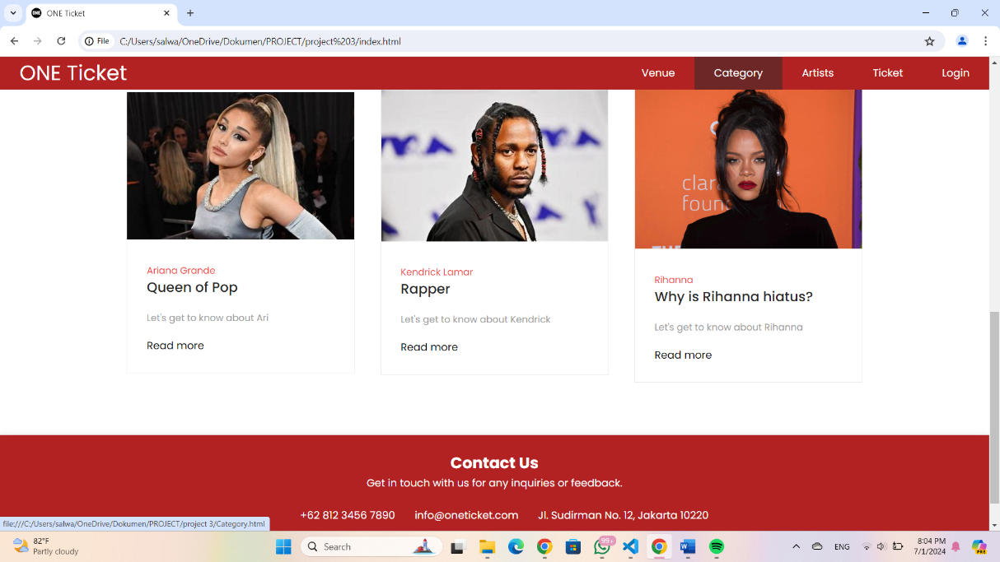 ONE Ticket
File
C:/Users/salwa/OneDrive/Dokumen/PROJECT/project%203/index.html
ONE Ticket
Venue
Category
Artists
Ticket
Login
Ariana Grande
Queen of Pop
Let's get to know about Ari
Read more
Kendrick Lamar
Rapper
Let's get to know about Kendrick
Read more
clar
foun
Rihanna
Why is Rihanna hiatus?
Let's get to know about Rihanna
Read more
Contact Us
Get in touch with us for any inquiries or feedback.
+62 812 3456 7890
info@oneticket.com
Jl. Sudirman No. 12, Jakarta 10220
file:///C:/Users/salwa/OneDrive/Dokumen/PROJECT/project 3/Category.html
82°F
Partly cloudy
Search
99+
ENG
8:04 PM
7/1/2024
PRE